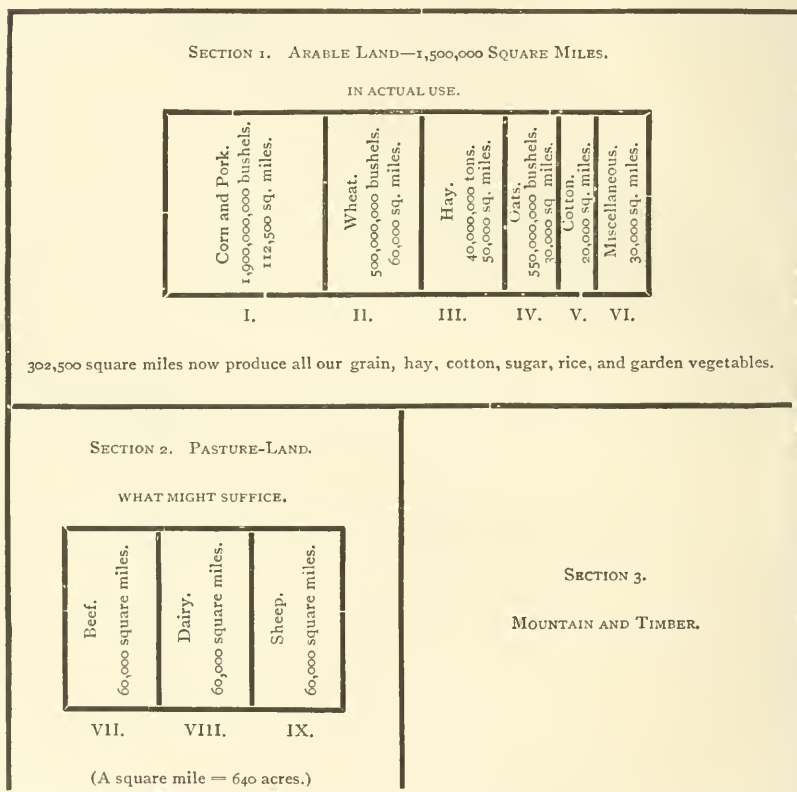 SECTION 1. ARABLE LAND—1,500,000 SQUARE MILES.
IN ACTUAL USE.
Corn and Pork.
1,900,000,000 bushels.
112,500 sq. miles.
Wheat.
500,000,000 bushels.
60,000 sq. miles.
Hay.
40,000,000 tons.
50,000 sq. miles.
Oats.
550,000,000 bushels.
30,000 sq. miles.
Cotton.
20,000 sq. miles.
Miscellaneous.
30,000 sq. miles.
I. II. III. IV. V. VI.
302,500 square miles now produce all our grain, hay, cotton, sugar, rice, and garden vegetables.
SECTION 2. PASTURE-LAND.
WHAT MIGHT SUFFICE.
Beef.
60,000 square miles.
Dairy.
60,000 square miles.
Sheep.
60,000 square miles.
VII. VIII. IX.
(A square mile = 640 acres.)
SECTION 3.
MOUNTAIN AND TIMBER.